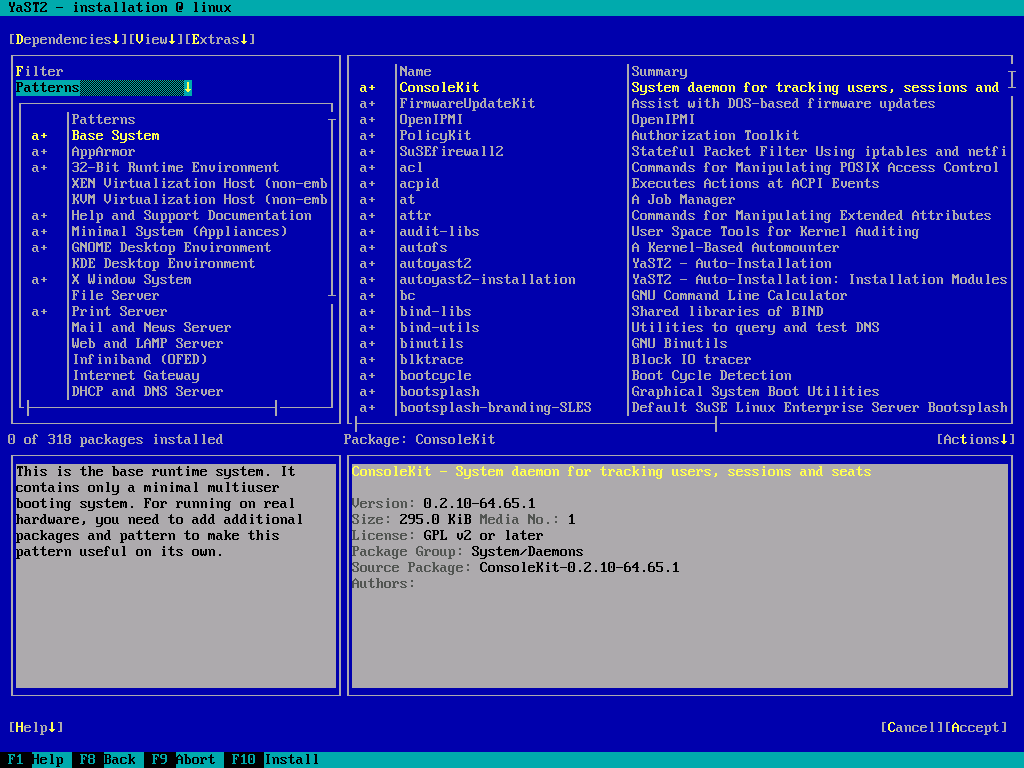 YaST2 - installation @ linux
[Dependencies↓][View↓][Extras↓]
Filter
Patterns ↓
Patterns
a+ Base System
a+ AppArmor
a+ 32-Bit Runtime Environment
XEN Virtualization Host (non-emb
KVM Virtualization Host (non-emb
a+ Help and Support Documentation
a+ Minimal System (Appliances)
a+ GNOME Desktop Environment
KDE Desktop Environment
a+ X Window System
File Server
a+ Print Server
Mail and News Server
Web and LAMP Server
Infiniband (OFED)
Internet Gateway
DHCP and DNS Server
Name Summary
a+ ConsoleKit System daemon for tracking users, sessions and
a+ FirmwareUpdateKit Assist with DOS-based firmware updates
a+ OpenIPMI OpenIPMI
a+ PolicyKit Authorization Toolkit
a+ SuSEfirewall2 Stateful Packet Filter Using iptables and netfi
a+ acl Commands for Manipulating POSIX Access Control
a+ acpid Executes Actions at ACPI Events
a+ at A Job Manager
a+ attr Commands for Manipulating Extended Attributes
a+ audit-libs User Space Tools for Kernel Auditing
a+ autofs A Kernel-Based Automounter
a+ autoyast2 YaST2 - Auto-Installation
a+ autoyast2-installation YaST2 - Auto-Installation: Installation Modules
a+ bc GNU Command Line Calculator
a+ bind-libs Shared libraries of BIND
a+ bind-utils Utilities to query and test DNS
a+ binutils GNU Binutils
a+ blktrace Block IO tracer
a+ bootcycle Boot Cycle Detection
a+ bootsplash Graphical System Boot Utilities
a+ bootsplash-branding-SLES Default SuSE Linux Enterprise Server Bootsplash
0 of 318 packages installed
Package: ConsoleKit [Actions↓]
This is the base runtime system. It
contains only a minimal multiuser
booting system. For running on real
hardware, you need to add additional
packages and pattern to make this
pattern useful on its own.
ConsoleKit - System daemon for tracking users, sessions and seats
Version: 0.2.10-64.65.1
Size: 295.0 KiB Media No.: 1
License: GPL v2 or later
Package Group: System/Daemons
Source Package: ConsoleKit-0.2.10-64.65.1
Authors:
[Help↓] [Cancel][Accept]
F1 Help F8 Back F9 Abort F10 Install